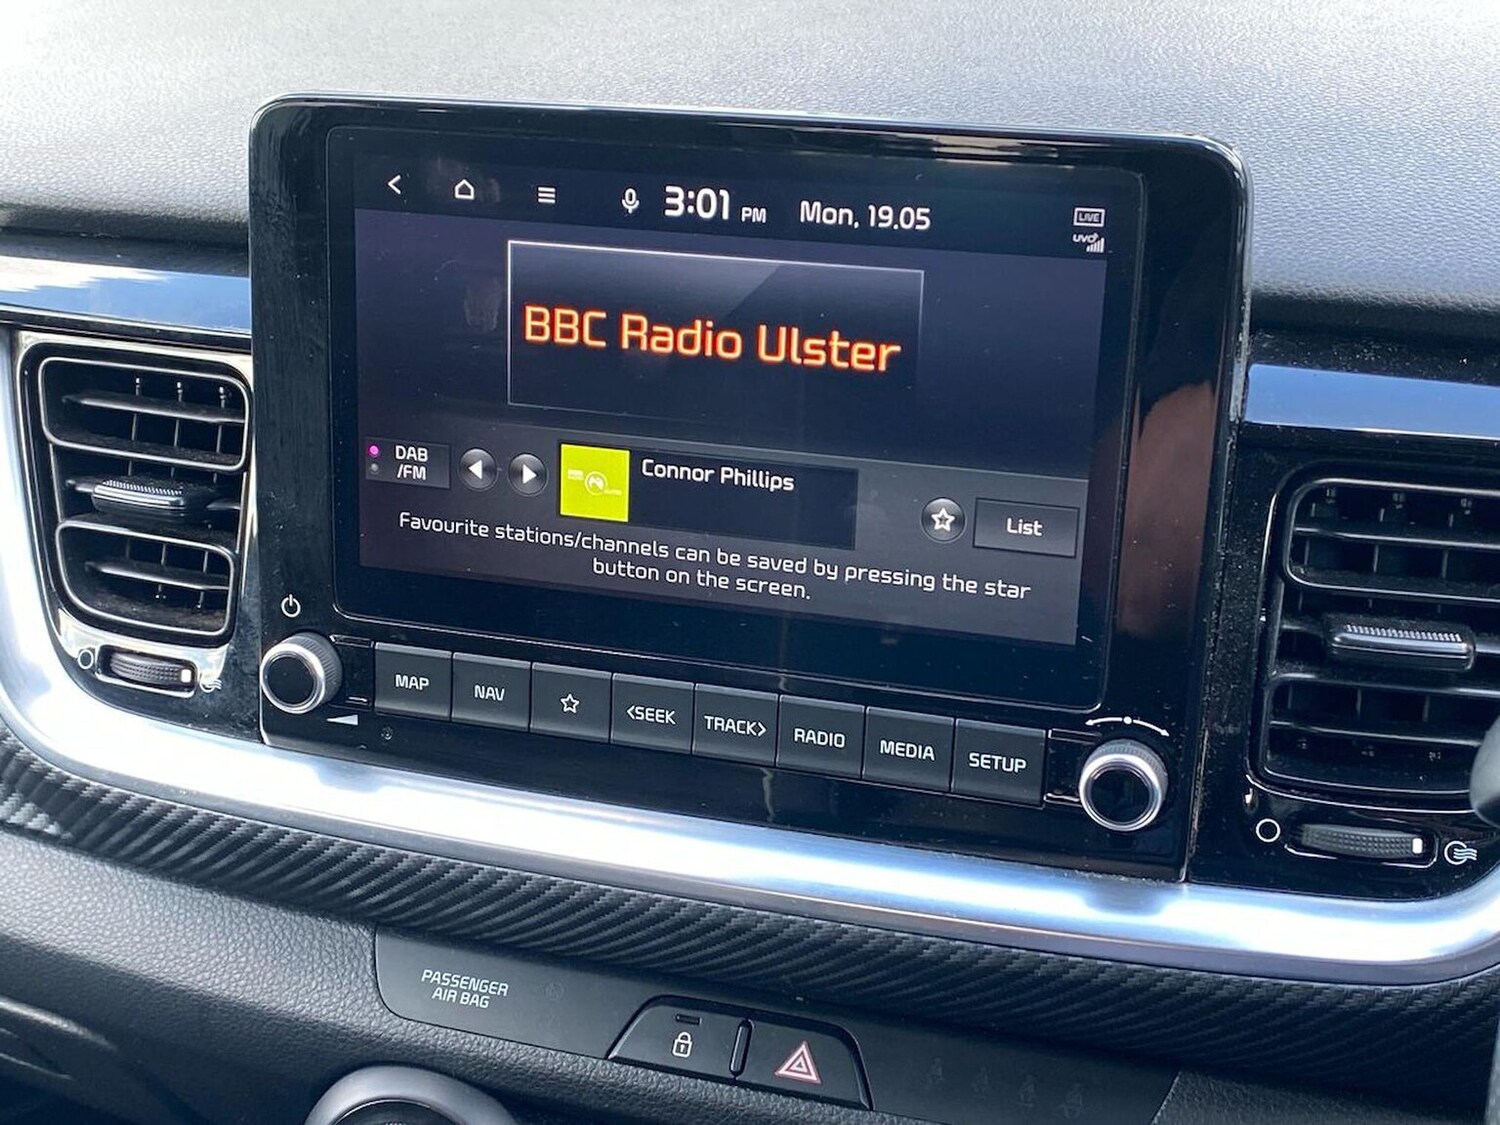 3:01 PM Mon, 19.05
LIVE
UVO
BBC Radio Ulster
DAB
/FM
Connor Phillips
List
Favourite stations/channels can be saved by pressing the star
button on the screen.
MAP NAV <SEEK TRACK> RADIO MEDIA SETUP
PASSENGER
AIR BAG